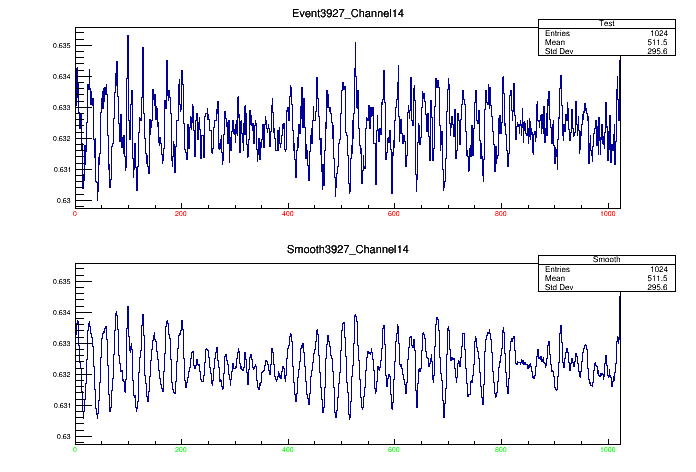 Event3927_Channel14
Test
Entries 1024
Mean 511.5
Std Dev 295.6
0.635
0.634
0.633
0.632
0.631
0.63
0 200 400 600 800 1000
Smooth3927_Channel14
Smooth
Entries 1024
Mean 511.5
Std Dev 295.6
0.635
0.634
0.633
0.632
0.631
0.63
0 200 400 600 800 1000